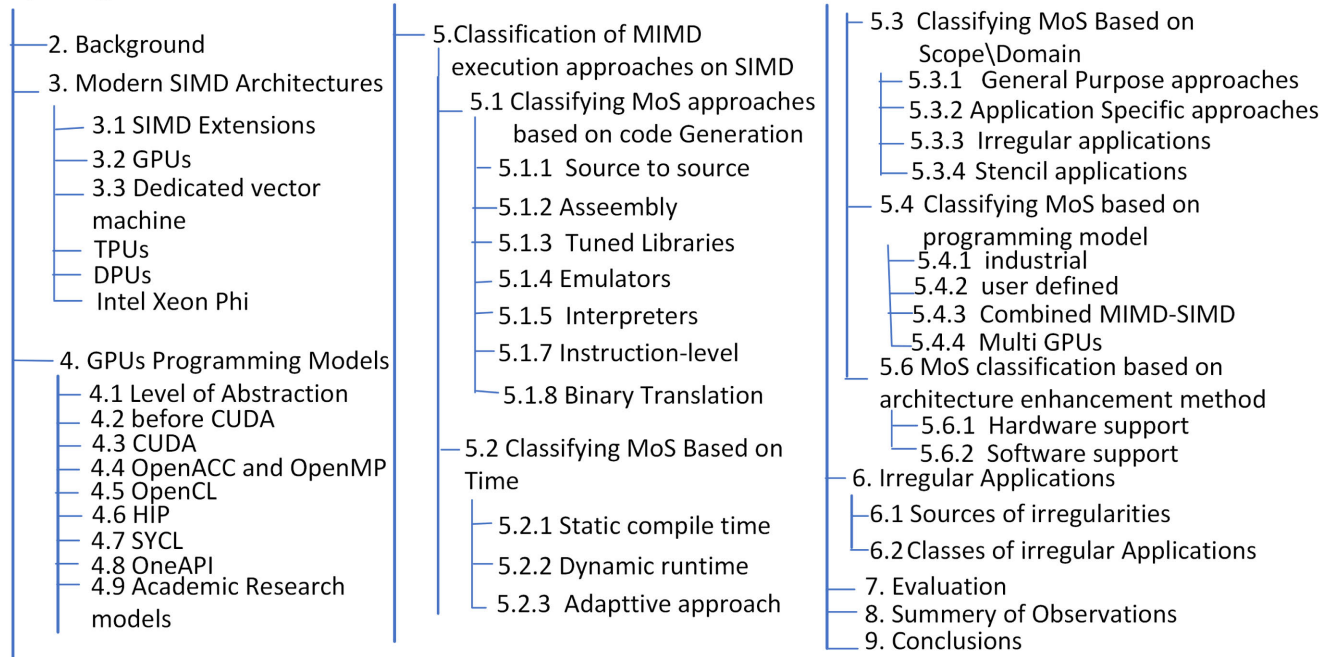 2. Background
3. Modern SIMD Architectures
3.1 SIMD Extensions
3.2 GPUs
3.3 Dedicated vector
machine
TPUs
DPUs
Intel Xeon Phi
4. GPUs Programming Models
4.1 Level of Abstraction
4.2 before CUDA
4.3 CUDA
4.4 OpenACC and OpenMP
4.5 OpenCL
4.6 HIP
4.7 SYCL
4.8 OneAPI
4.9 Academic Research
models
5.Classification of MIMD
execution approaches on SIMD
5.1 Classifying MoS approaches
based on code Generation
5.1.1 Source to source
5.1.2 Asseembly
5.1.3 Tuned Libraries
5.1.4 Emulators
5.1.5 Interpreters
5.1.7 Instruction-level
5.1.8 Binary Translation
5.2 Classifying MoS Based on
Time
5.2.1 Static compile time
5.2.2 Dynamic runtime
5.2.3 Adapttive approach
5.3 Classifying MoS Based on
Scope\Domain
5.3.1 General Purpose approaches
5.3.2 Application Specific approaches
5.3.3 Irregular applications
5.3.4 Stencil applications
5.4 Classifying MoS based on
programming model
5.4.1 industrial
5.4.2 user defined
5.4.3 Combined MIMD-SIMD
5.4.4 Multi GPUs
5.6 MoS classification based on
architecture enhancement method
5.6.1 Hardware support
5.6.2 Software support
6. Irregular Applications
6.1 Sources of irregularities
6.2 Classes of irregular Applications
7. Evaluation
8. Summery of Observations
9. Conclusions